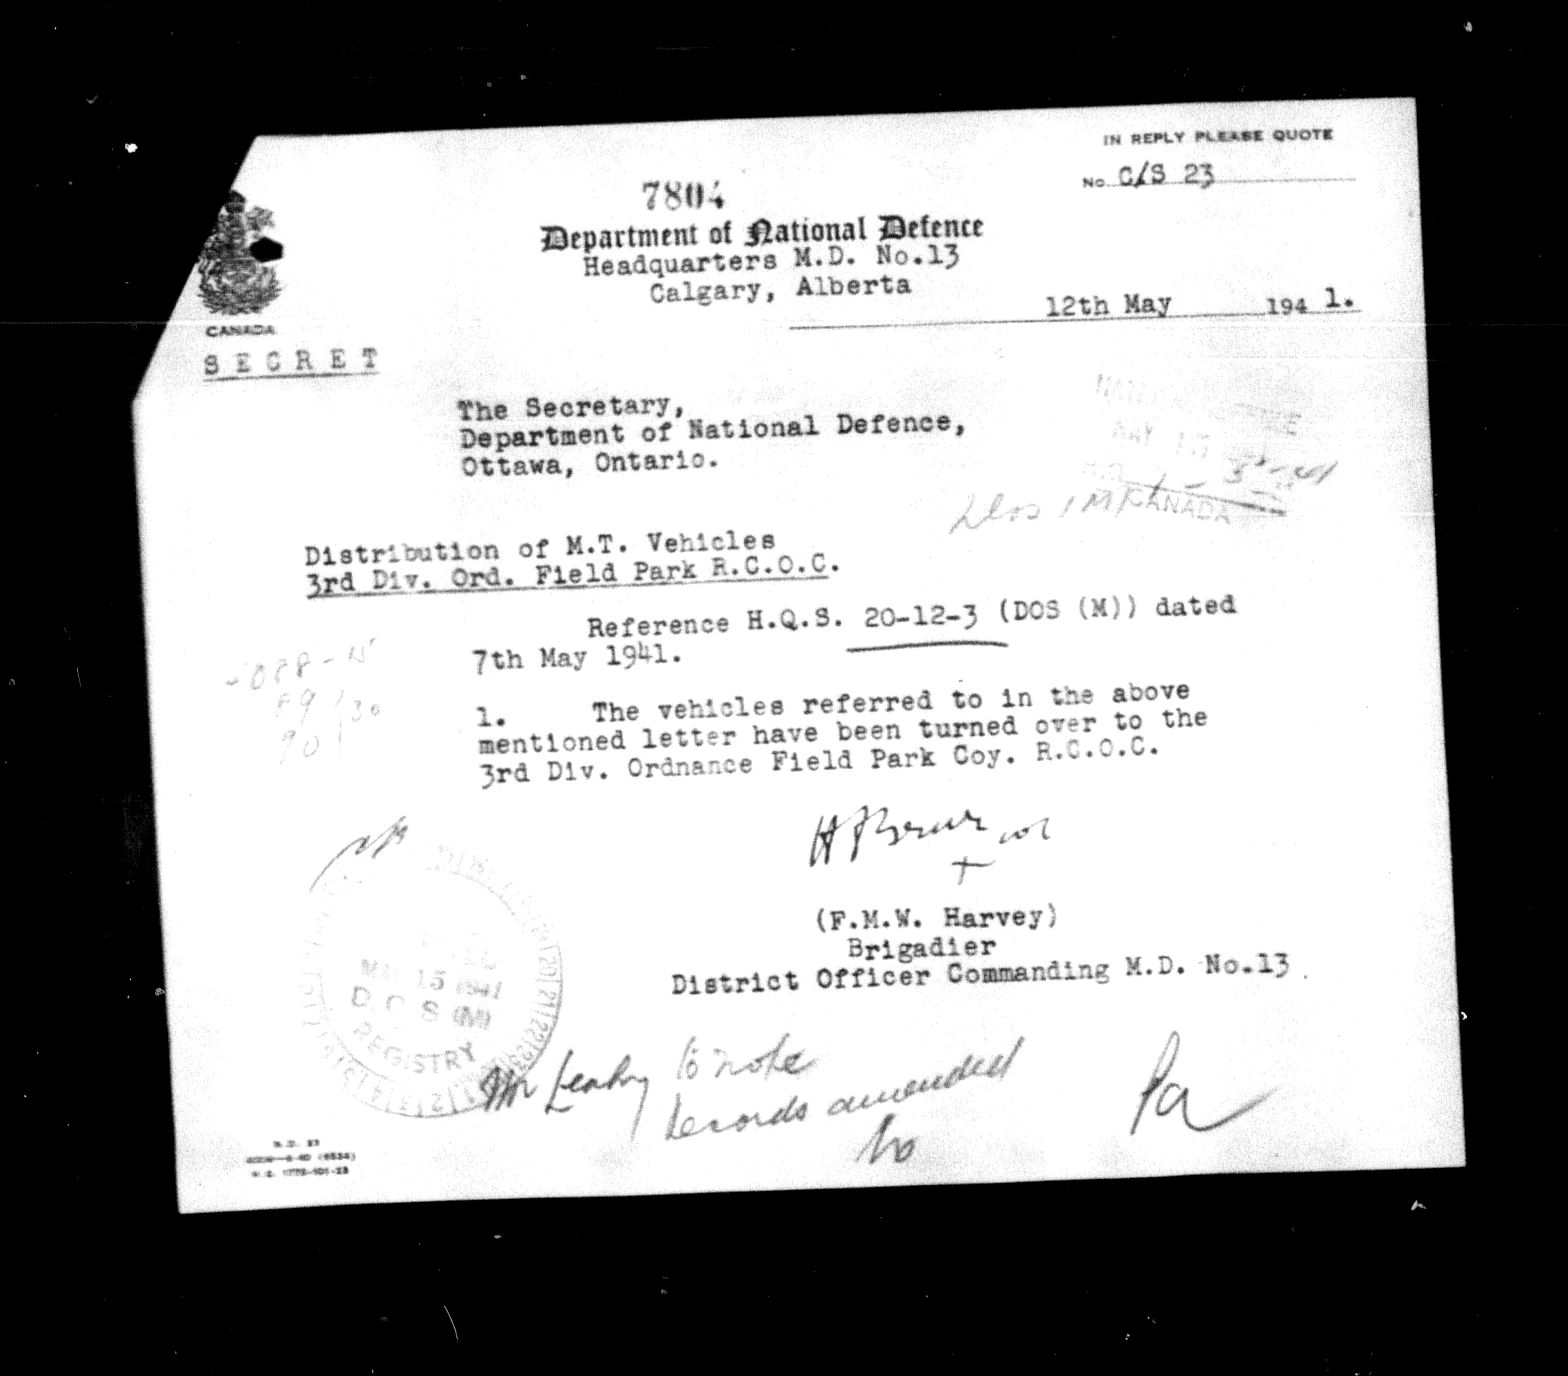 IN REPLY PLEASE QUOTE
No. C/S 23
7804
Department of National Defence
Headquarters M.D. No.13
Calgary, Alberta
12th May 1941.
CANADA
SECRET
The Secretary,
Department of National Defence,
Ottawa, Ontario.
CANADA
Distribution of M.T. Vehicles
3rd Div. Ord. Field Park R.C.O.C.
Reference H.Q.S. 20-12-3 (DOS (M)) dated
7th May 1941.
1. The vehicles referred to in the above
mentioned letter have been turned over to the
3rd Div. Ordnance Field Park Coy. R.C.O.C.
(F.M.W. Harvey)
Brigadier
District Officer Commanding M.D. No.13.
15 1941
D.O.S (M)
REGISTRY
Mr Leahy to note
records amended
Pa